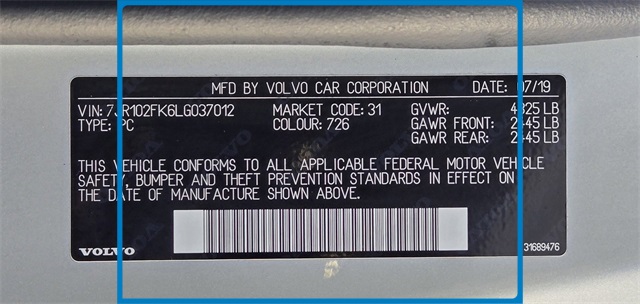 MFD BY VOLVO CAR CORPORATION DATE: 07/19
VIN: 7JR102FK6LG037012 MARKET CODE: 31 GVWR: 4825 LB
TYPE: PC COLOUR: 726 GAWR FRONT: 2545 LB
GAWR REAR: 2445 LB
THIS VEHICLE CONFORMS TO ALL APPLICABLE FEDERAL MOTOR VEHICLE
SAFETY, BUMPER AND THEFT PREVENTION STANDARDS IN EFFECT ON
THE DATE OF MANUFACTURE SHOWN ABOVE.
VOLVO 31689476